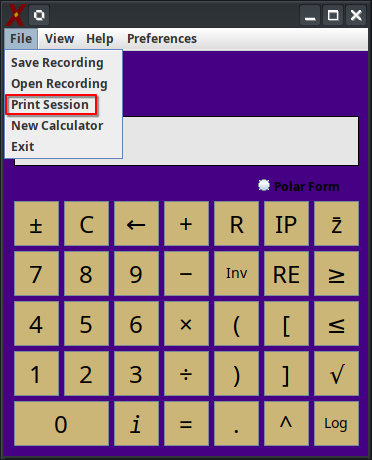 File View Help Preferences
Save Recording
Open Recording
Print Session
New Calculator
Exit
Polar Form
± C ← + R IP z̄
7 8 9 − Inv RE ≥
4 5 6 × ( [ ≤
1 2 3 ÷ ) ] √
0 i = . ^ Log